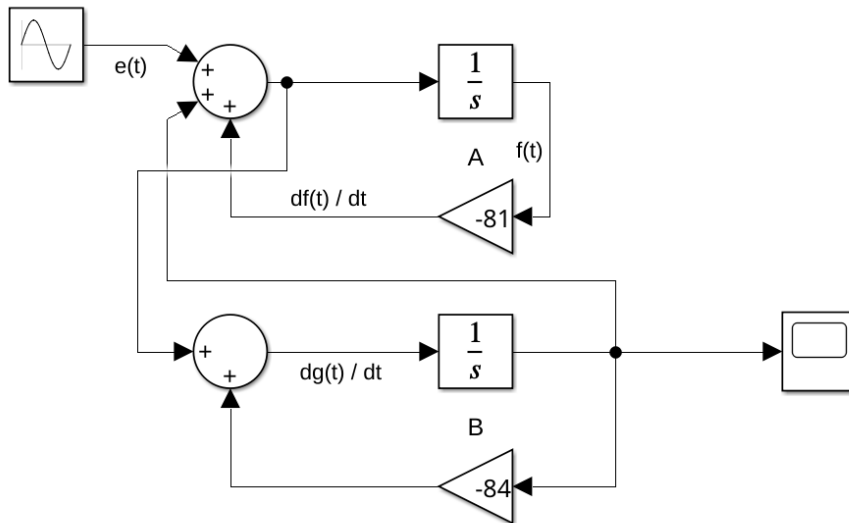 e(t)
+
+
+
1
s
A
f(t)
df(t) / dt
-81
+
+
dg(t) / dt
1
s
B
-84